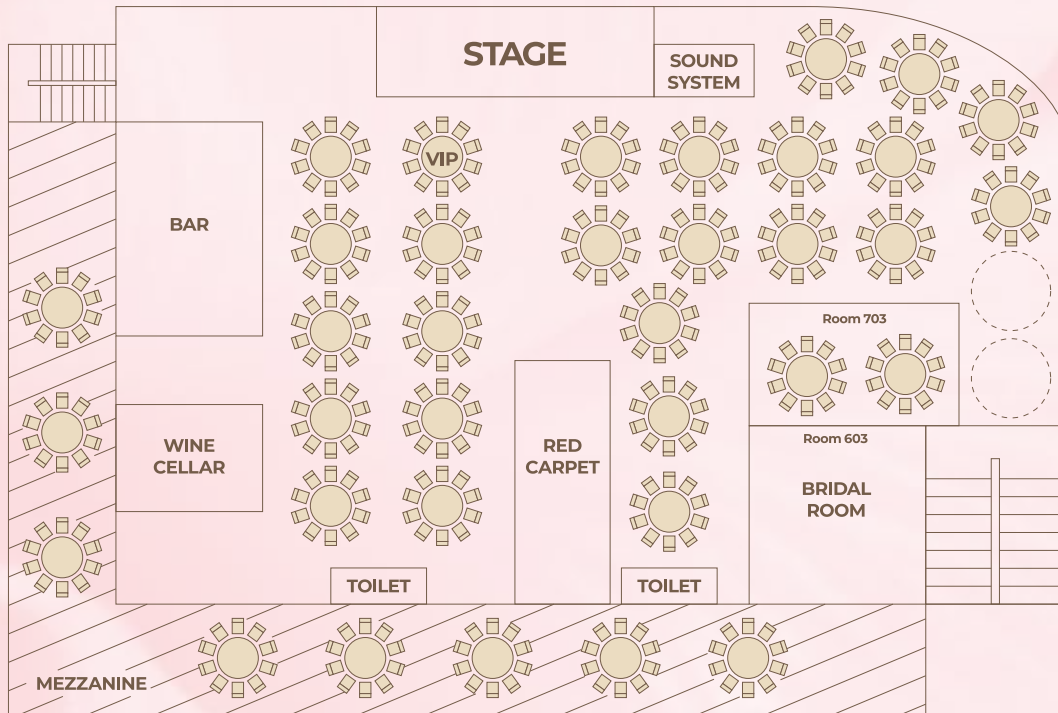 STAGE
SOUND
SYSTEM
VIP
BAR
Room 703
WINE
CELLAR
RED
CARPET
Room 603
BRIDAL
ROOM
TOILET
TOILET
MEZZANINE